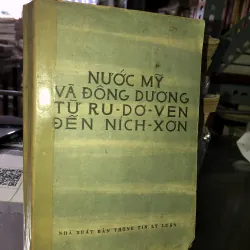 NƯỚC MỸ
VÀ ĐÔNG DƯƠNG
TỪ RU-DƠ-VEN
ĐẾN NÍCH-XƠN
NHÀ XUẤT BẢN THÔNG TIN LÝ LUẬN